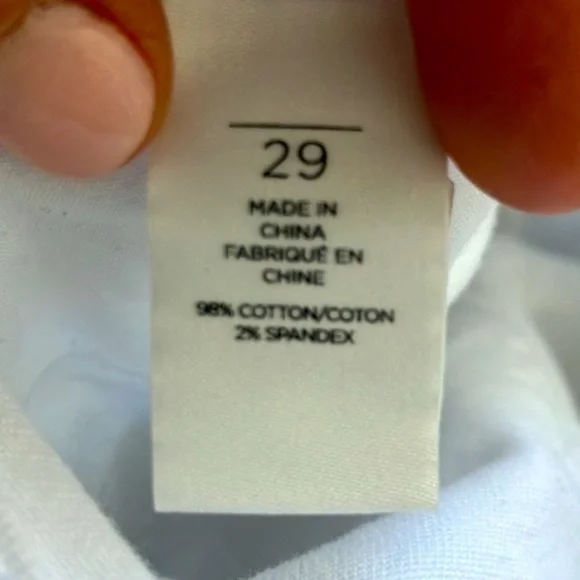 29
MADE IN
CHINA
FABRIQUÉ EN
CHINE
98% COTTON/COTON
2% SPANDEX